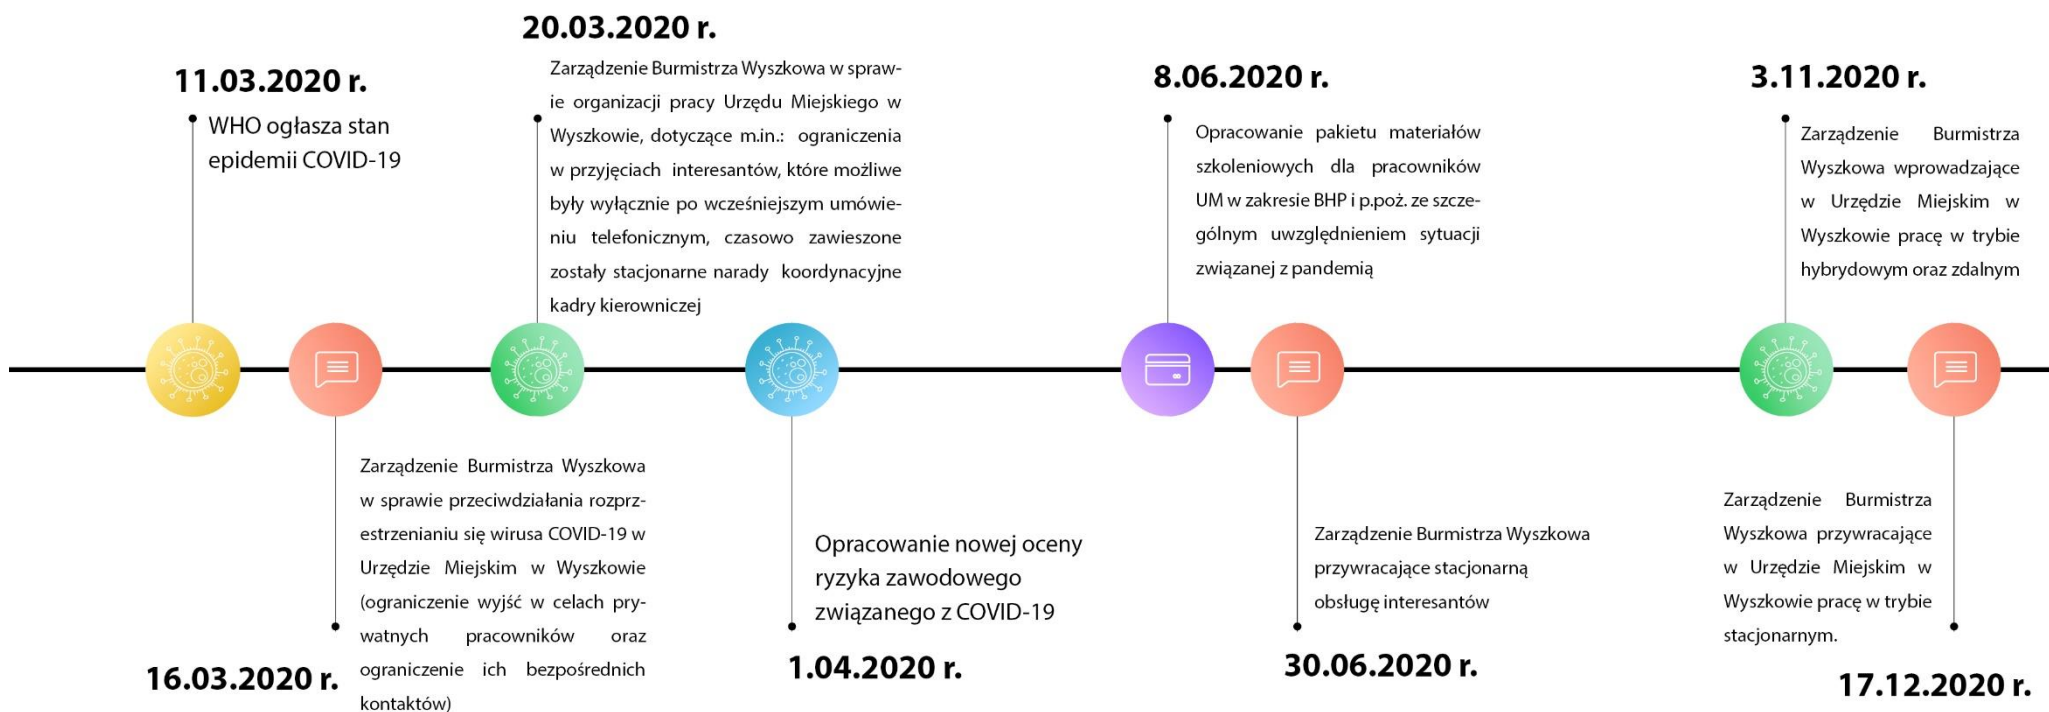 11.03.2020 r.
WHO ogłasza stan
epidemii COVID-19
16.03.2020 r.
Zarządzenie Burmistrza Wyszkowa
w sprawie przeciwdziałania rozprz-
estrzenianiu się wirusa COVID-19 w
Urzędzie Miejskim w Wyszkowie
(ograniczenie wyjść w celach pry-
watnych pracowników oraz
ograniczenie ich bezpośrednich
kontaktów)
20.03.2020 r.
Zarządzenie Burmistrza Wyszkowa w spraw-
ie organizacji pracy Urzędu Miejskiego w
Wyszkowie, dotyczące m.in.: ograniczenia
w przyjęciach interesantów, które możliwe
były wyłącznie po wcześniejszym umówie-
niu telefonicznym, czasowo zawieszone
zostały stacjonarne narady koordynacyjne
kadry kierowniczej
Opracowanie nowej oceny
ryzyka zawodowego
związanego z COVID-19
1.04.2020 r.
8.06.2020 r.
Opracowanie pakietu materiałów
szkoleniowych dla pracowników
UM w zakresie BHP i p.poż. ze szcze-
gólnym uwzględnieniem sytuacji
związanej z pandemią
Zarządzenie Burmistrza Wyszkowa
przywracające stacjonarną
obsługę interesantów
30.06.2020 r.
3.11.2020 r.
Zarządzenie Burmistrza
Wyszkowa wprowadzające
w Urzędzie Miejskim w
Wyszkowie pracę w trybie
hybrydowym oraz zdalnym
Zarządzenie Burmistrza
Wyszkowa przywracające
w Urzędzie Miejskim w
Wyszkowie pracę w trybie
stacjonarnym.
17.12.2020 r.